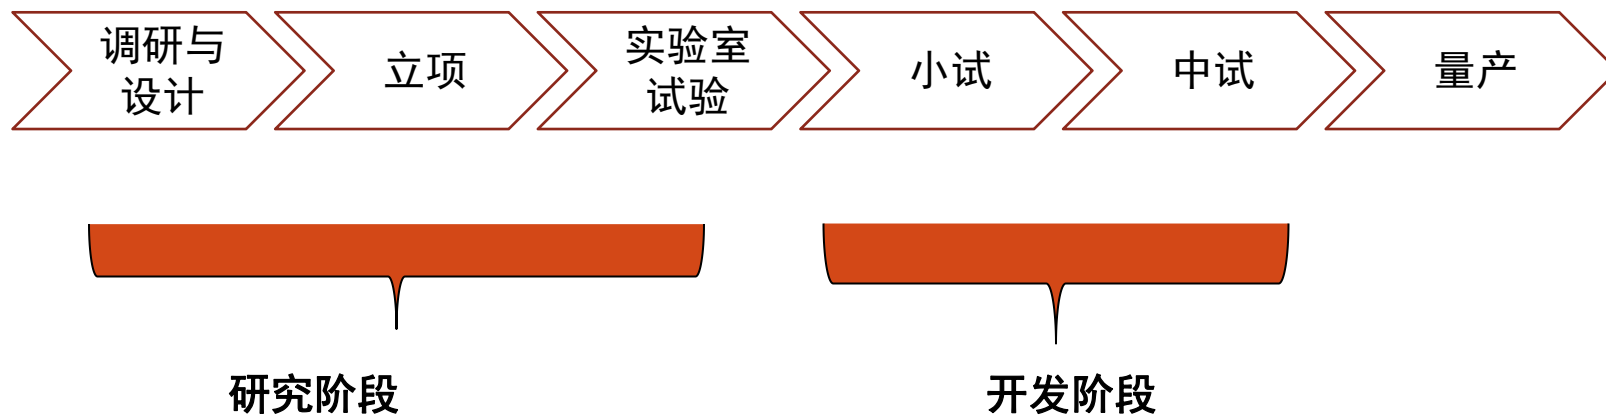 调研与
设计
立项
实验室
试验
小试
中试
量产
研究阶段
开发阶段